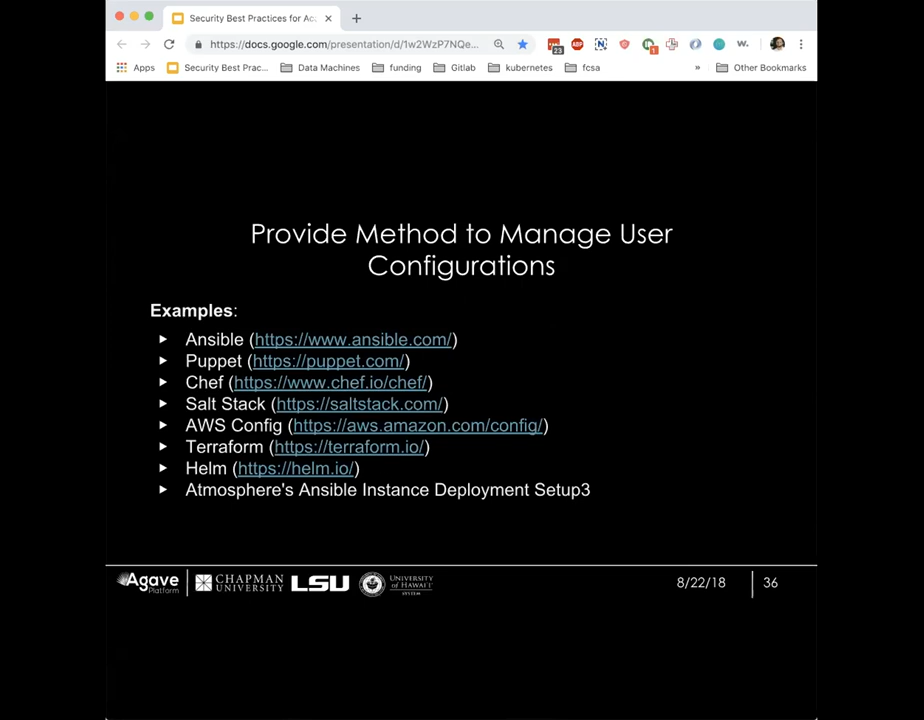 Security Best Practices for Ac
https://docs.google.com/presentation/d/1w2WzP7NQe...
23
1
w.
Apps
Security Best Prac...
Data Machines
funding
Gitlab
kubernetes
fcsa
»
Other Bookmarks
Provide Method to Manage User
Configurations
Examples:
Ansible (https://www.ansible.com/)
Puppet (https://puppet.com/)
Chef (https://www.chef.io/chef/)
Salt Stack (https://saltstack.com/)
AWS Config (https://aws.amazon.com/config/)
Terraform (https://terraform.io/)
Helm (https://helm.io/)
Atmosphere's Ansible Instance Deployment Setup3
Agave
Platform
CHAPMAN
UNIVERSITY
LSU
UNIVERSITY
of HAWAI'I
SYSTEM
8/22/18
36